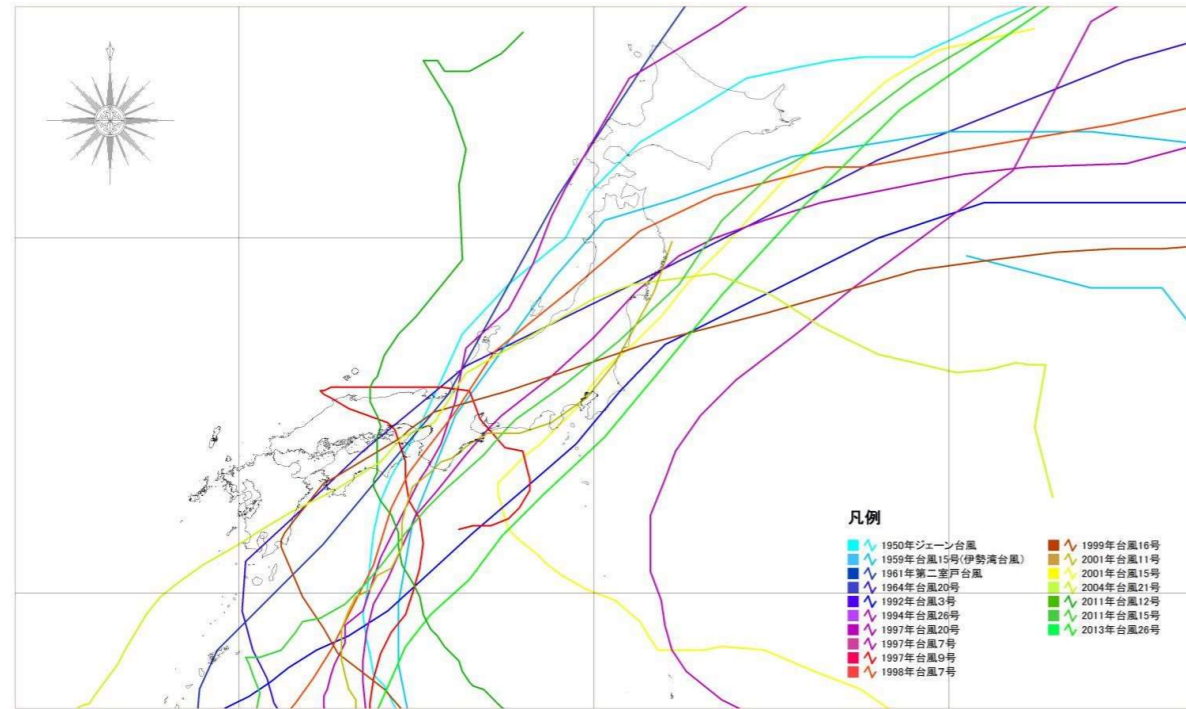 凡例
1950年ジェーン台風
1959年台風15号(伊勢湾台風)
1961年第二室戸台風
1964年台風20号
1992年台風3号
1994年台風26号
1997年台風20号
1997年台風7号
1997年台風9号
1998年台風7号
1999年台風16号
2001年台風11号
2001年台風15号
2004年台風21号
2011年台風12号
2011年台風15号
2013年台風26号